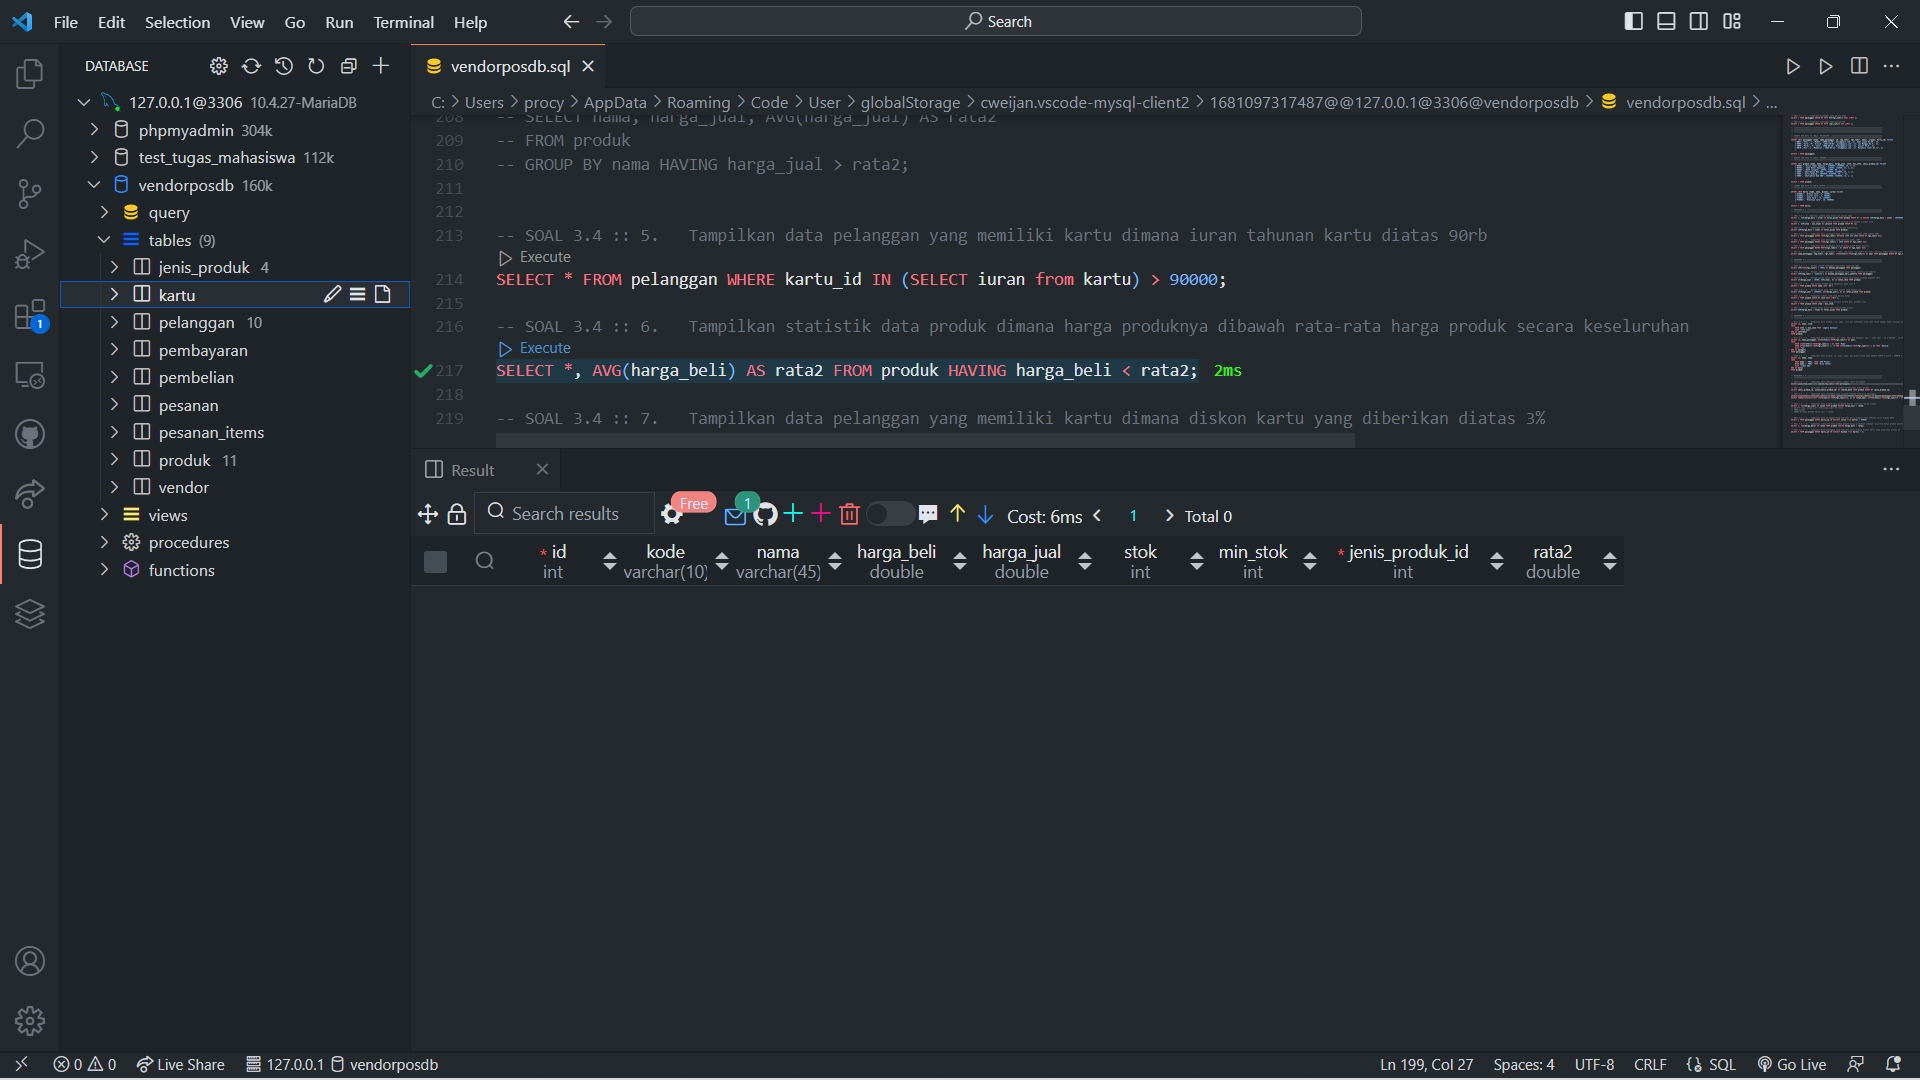 File Edit Selection View Go Run Terminal Help
Search
DATABASE
127.0.0.1@3306 10.4.27-MariaDB
phpmyadmin 304k
test_tugas_mahasiswa 112k
vendorposdb 160k
query
tables (9)
jenis_produk 4
kartu
pelanggan 10
pembayaran
pembelian
pesanan
pesanan_items
produk 11
vendor
views
procedures
functions
1
vendorposdb.sql
C: > Users > procy > AppData > Roaming > Code > User > globalStorage > cweijan.vscode-mysql-client2 > 1681097317487@@127.0.0.1@3306@vendorposdb > vendorposdb.sql > ...
208 -- SELECT nama, harga_jual, AVG(harga_jual) AS rata2
209 -- FROM produk
210 -- GROUP BY nama HAVING harga_jual > rata2;
211
212
213 -- SOAL 3.4 :: 5. Tampilkan data pelanggan yang memiliki kartu dimana iuran tahunan kartu diatas 90rb
Execute
214 SELECT * FROM pelanggan WHERE kartu_id IN (SELECT iuran from kartu) > 90000;
215
216 -- SOAL 3.4 :: 6. Tampilkan statistik data produk dimana harga produknya dibawah rata-rata harga produk secara keseluruhan
Execute
217 SELECT *, AVG(harga_beli) AS rata2 FROM produk HAVING harga_beli < rata2; 2ms
218
219 -- SOAL 3.4 :: 7. Tampilkan data pelanggan yang memiliki kartu dimana diskon kartu yang diberikan diatas 3%
Result
Search results
Free
1
Cost: 6ms < 1 > Total 0
* id kode nama harga_beli harga_jual stok min_stok * jenis_produk_id rata2
int varchar(10) varchar(45) double double int int int double
0 0 Live Share 127.0.0.1 vendorposdb
Ln 199, Col 27 Spaces: 4 UTF-8 CRLF SQL Go Live